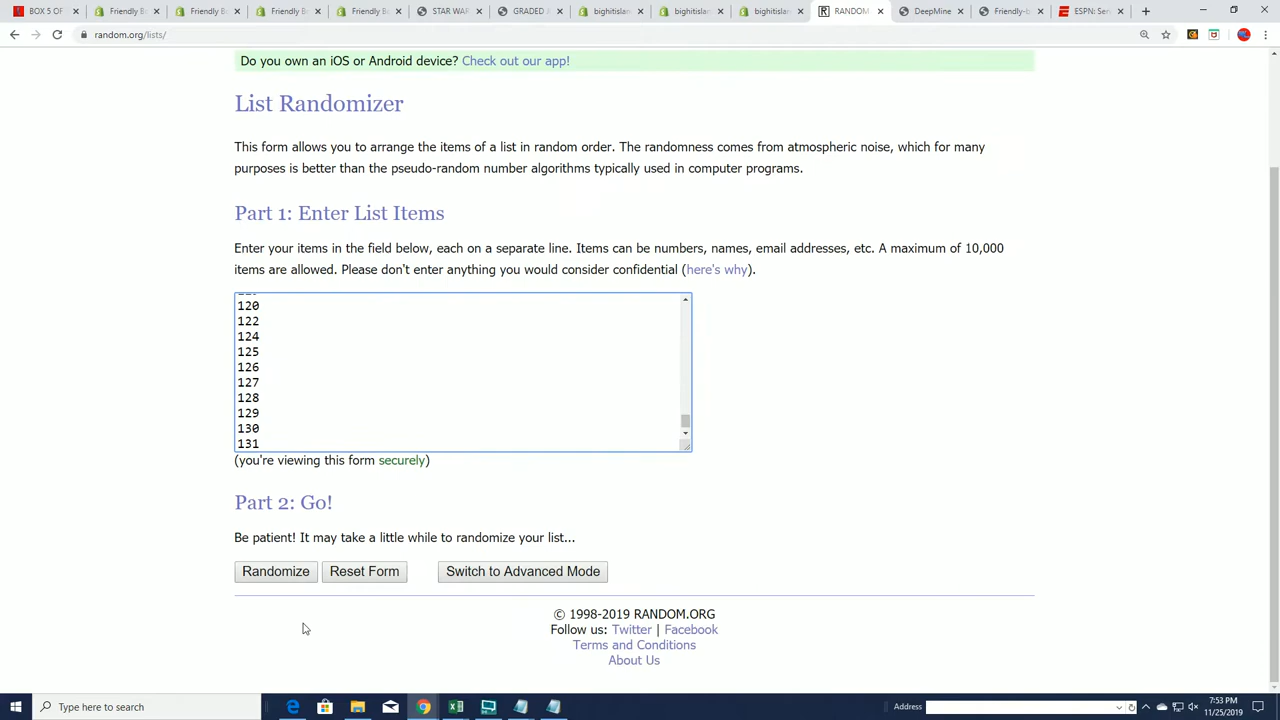 BOX 5 OF
Friendly B
Friendly B
Friendly B
Friendly B
STAR WAR
GRADED
bighitislan
bighitislan
bighitislan
RANDOM
DeepMine
Friendly-b
ESPN: Ser
random.org/lists/
Do you own an iOS or Android device? Check out our app!
List Randomizer
This form allows you to arrange the items of a list in random order. The randomness comes from atmospheric noise, which for many
purposes is better than the pseudo-random number algorithms typically used in computer programs.
Part 1: Enter List Items
Enter your items in the field below, each on a separate line. Items can be numbers, names, email addresses, etc. A maximum of 10,000
items are allowed. Please don't enter anything you would consider confidential (here's why).
120
122
124
125
126
127
128
129
130
131
(you're viewing this form securely)
Part 2: Go!
Be patient! It may take a little while to randomize your list...
Randomize Reset Form Switch to Advanced Mode
© 1998-2019 RANDOM.ORG
Follow us: Twitter | Facebook
Terms and Conditions
About Us
Type here to search
Address
7:53 PM
11/25/2019